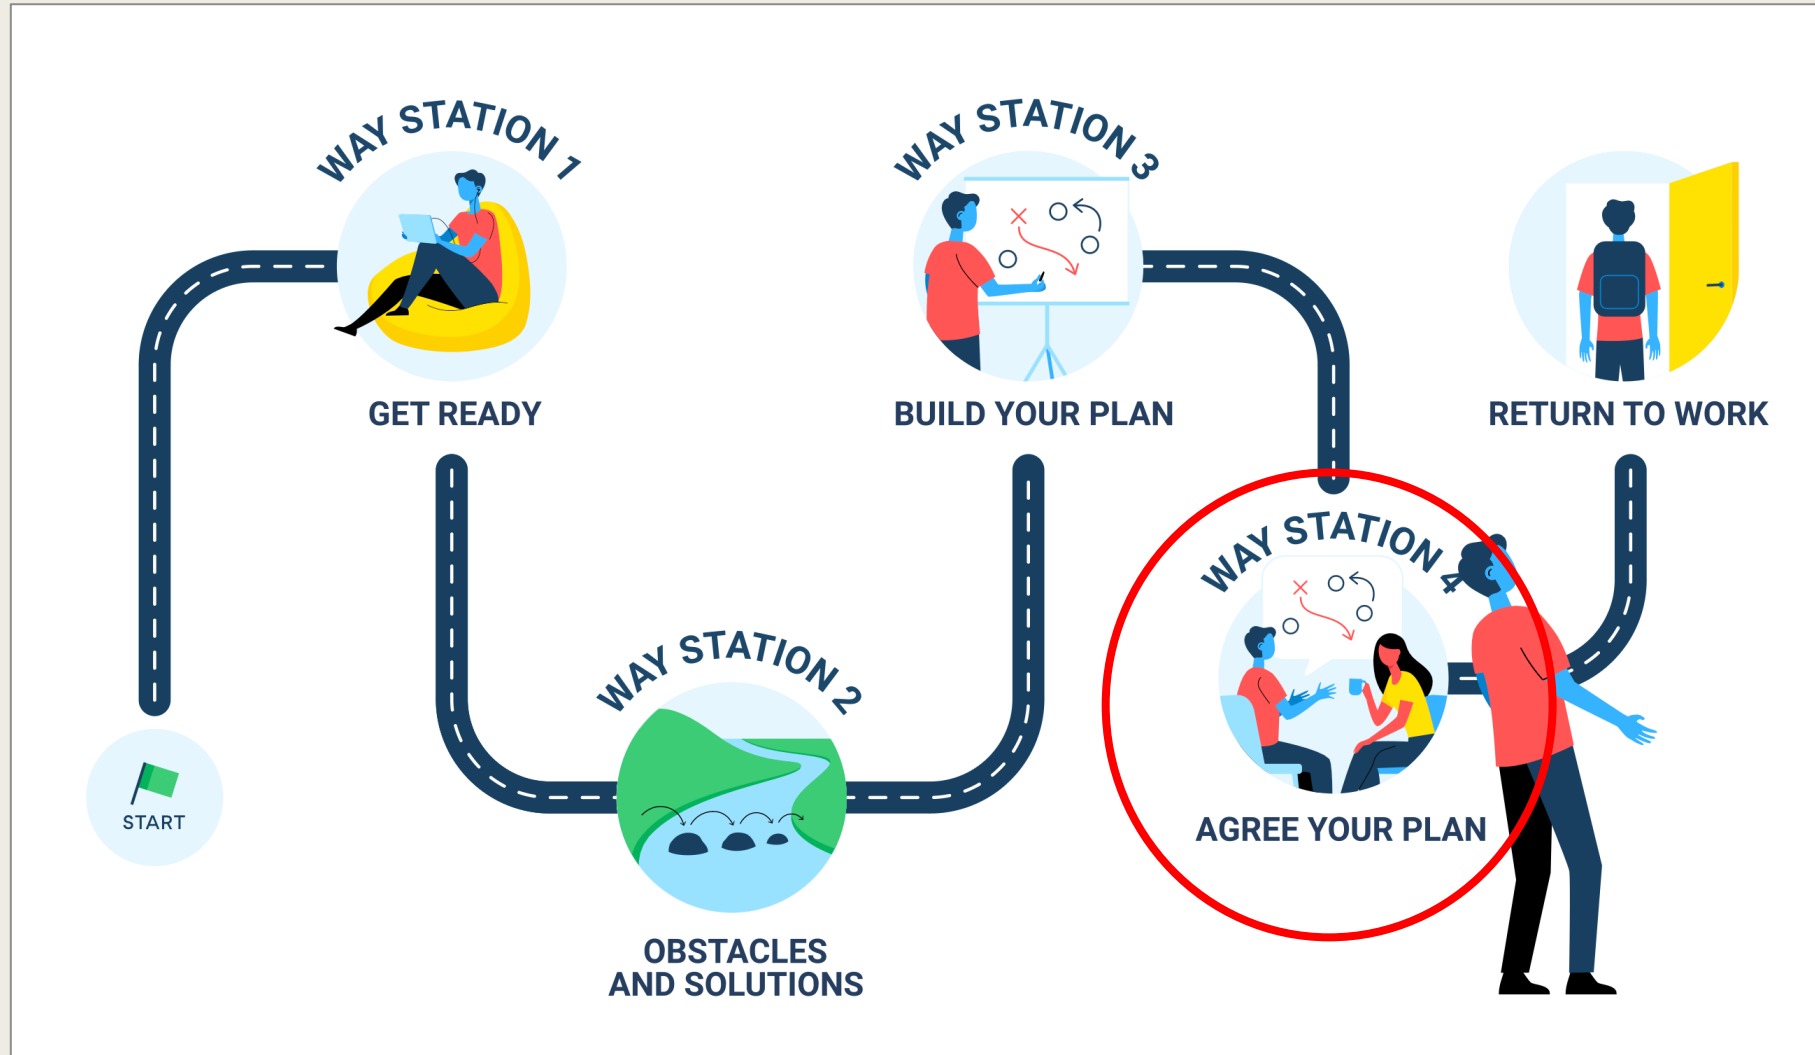 START
WAY STATION 1
GET READY
WAY STATION 2
OBSTACLES
AND SOLUTIONS
WAY STATION 3
BUILD YOUR PLAN
WAY STATION 4
AGREE YOUR PLAN
RETURN TO WORK